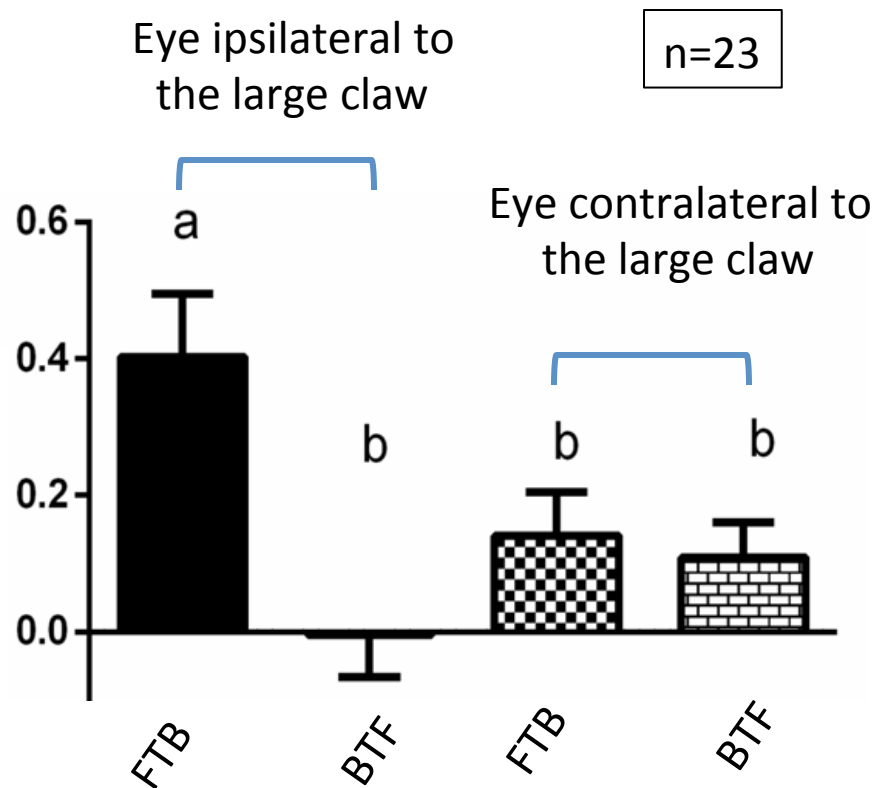 Eye ipsilateral to
the large claw
n=23
Eye contralateral to
the large claw
0.6
0.4
0.2
0.0
a
b
b
b
FTB
BTF
FTB
BTF